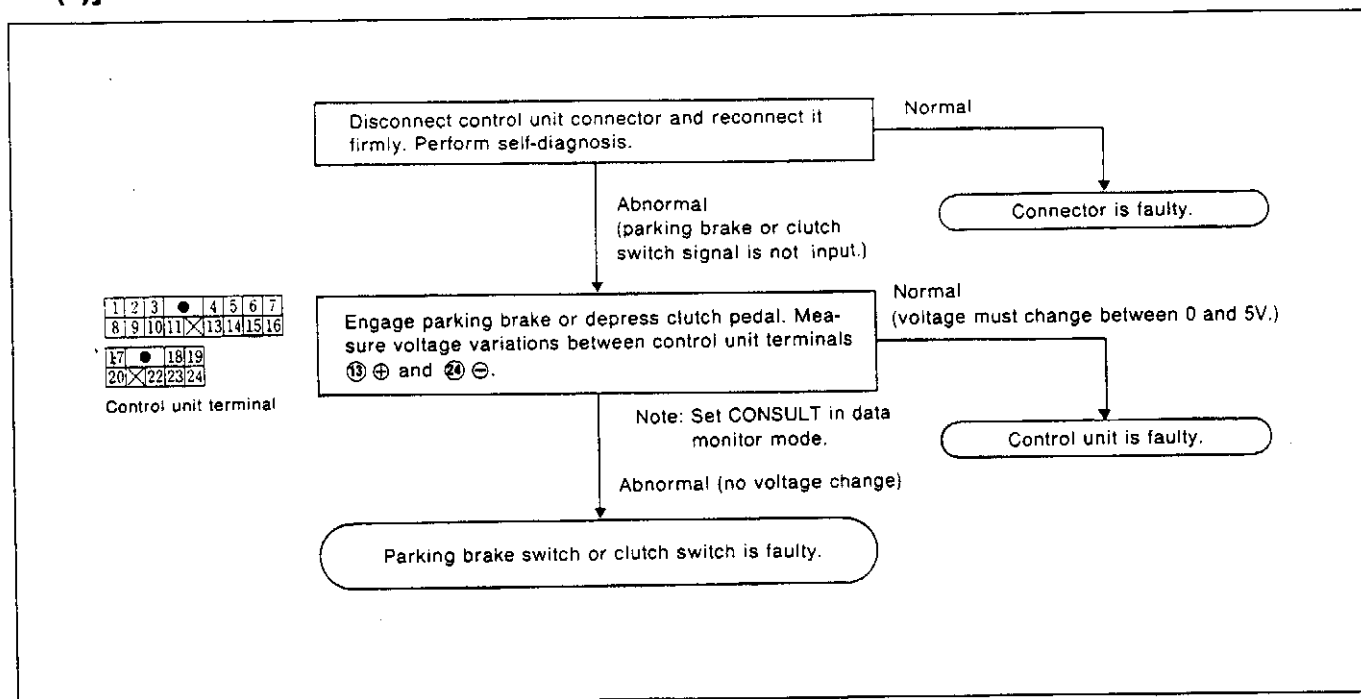 Disconnect control unit connector and reconnect it
firmly. Perform self-diagnosis.
Normal
Connector is faulty.
Abnormal
(parking brake or clutch
switch signal is not input.)
1 2 3 ● 4 5 6 7
8 9 10 11 13 14 15 16
17 ● 18 19
20 22 23 24
Control unit terminal
Engage parking brake or depress clutch pedal. Mea-
sure voltage variations between control unit terminals
⑬ ⊕ and ㉔ ⊖.
Normal
(voltage must change between 0 and 5V.)
Control unit is faulty.
Note: Set CONSULT in data
monitor mode.
Abnormal (no voltage change)
Parking brake switch or clutch switch is faulty.